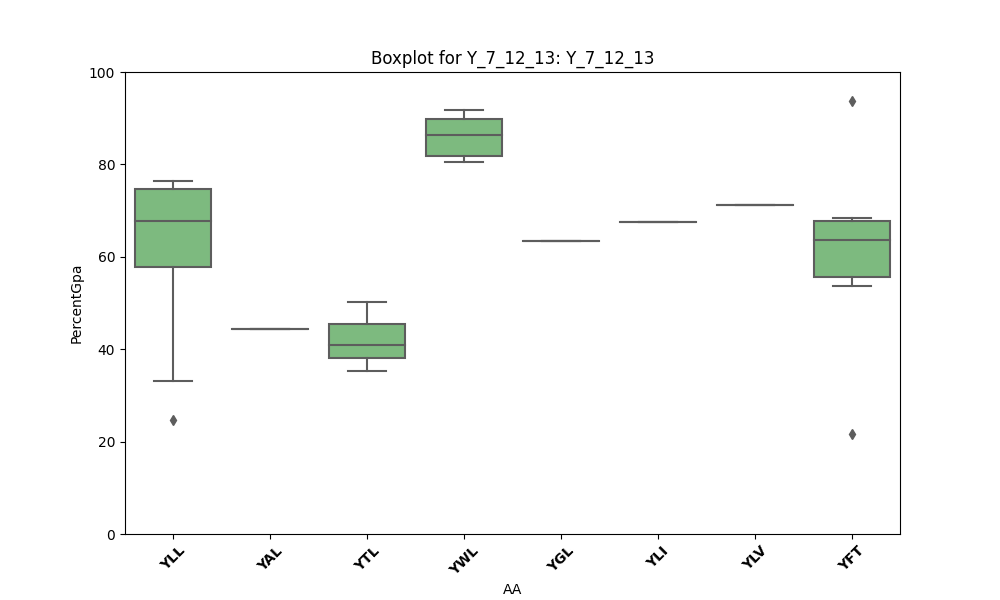 Boxplot for Y_7_12_13: Y_7_12_13
100
80
60
40
20
0
PercentGpa
YLL
YAL
YTL
YWL
YGL
YLI
YLV
YFT
AA